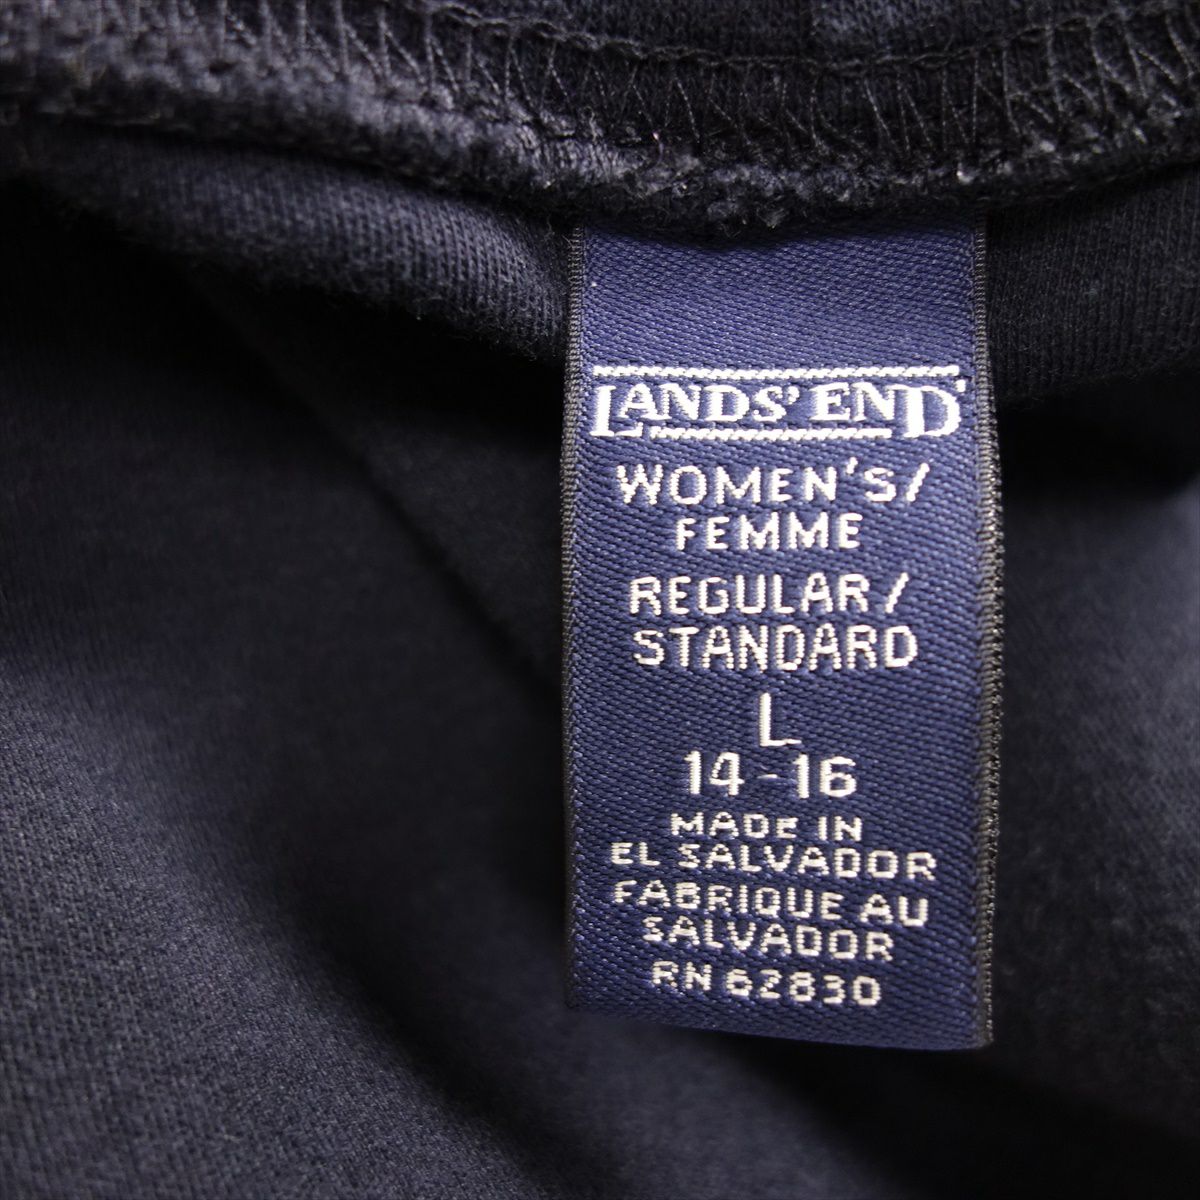 LANDS' END
WOMEN'S/
FEMME
REGULAR/
STANDARD
L
14-16
MADE IN
EL SALVADOR
FABRIQUE AU
SALVADOR
RN 62830